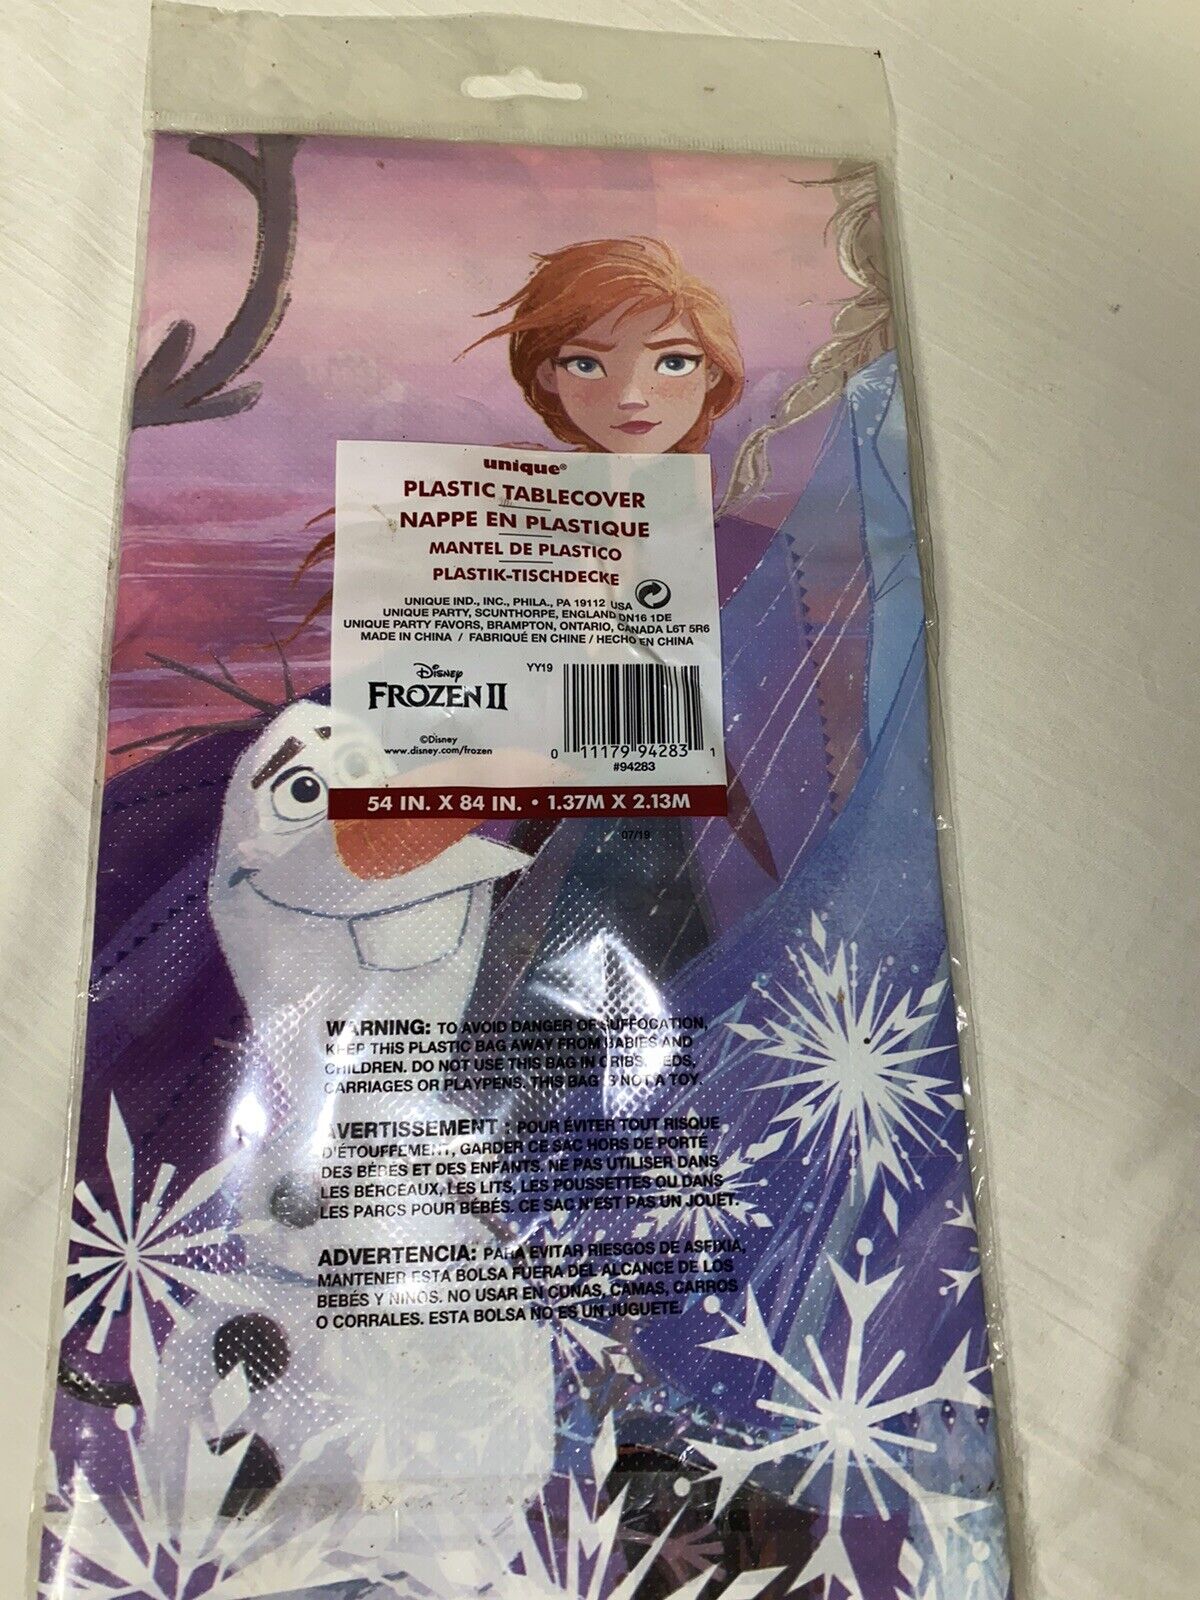 unique®
PLASTIC TABLECOVER
NAPPE EN PLASTIQUE
MANTEL DE PLASTICO
PLASTIK-TISCHDECKE
UNIQUE IND., INC., PHILA., PA 19112 USA
UNIQUE PARTY, SCUNTHORPE, ENGLAND DN16 1DE
UNIQUE PARTY FAVORS, BRAMPTON, ONTARIO, CANADA L6T 5R6
MADE IN CHINA / FABRIQUÉ EN CHINE / HECHO EN CHINA
Disney
FROZEN II
©Disney
www.disney.com/frozen
YY19
0 11179 94283 1
#94283
54 IN. X 84 IN. • 1.37M X 2.13M
07/19
WARNING: TO AVOID DANGER OF SUFFOCATION,
KEEP THIS PLASTIC BAG AWAY FROM BABIES AND
CHILDREN. DO NOT USE THIS BAG IN CRIBS, BEDS,
CARRIAGES OR PLAYPENS. THIS BAG IS NOT A TOY.
AVERTISSEMENT : POUR ÉVITER TOUT RISQUE
D'ÉTOUFFEMENT, GARDER CE SAC HORS DE PORTÉ
DES BÉBÉS ET DES ENFANTS. NE PAS UTILISER DANS
LES BERCEAUX, LES LITS, LES POUSSETTES OU DANS
LES PARCS POUR BÉBÉS. CE SAC N'EST PAS UN JOUET.
ADVERTENCIA: PARA EVITAR RIESGOS DE ASFIXIA,
MANTENER ESTA BOLSA FUERA DEL ALCANCE DE LOS
BEBÉS Y NIÑOS. NO USAR EN CUNAS, CAMAS, CARROS
O CORRALES. ESTA BOLSA NO ES UN JUGUETE.